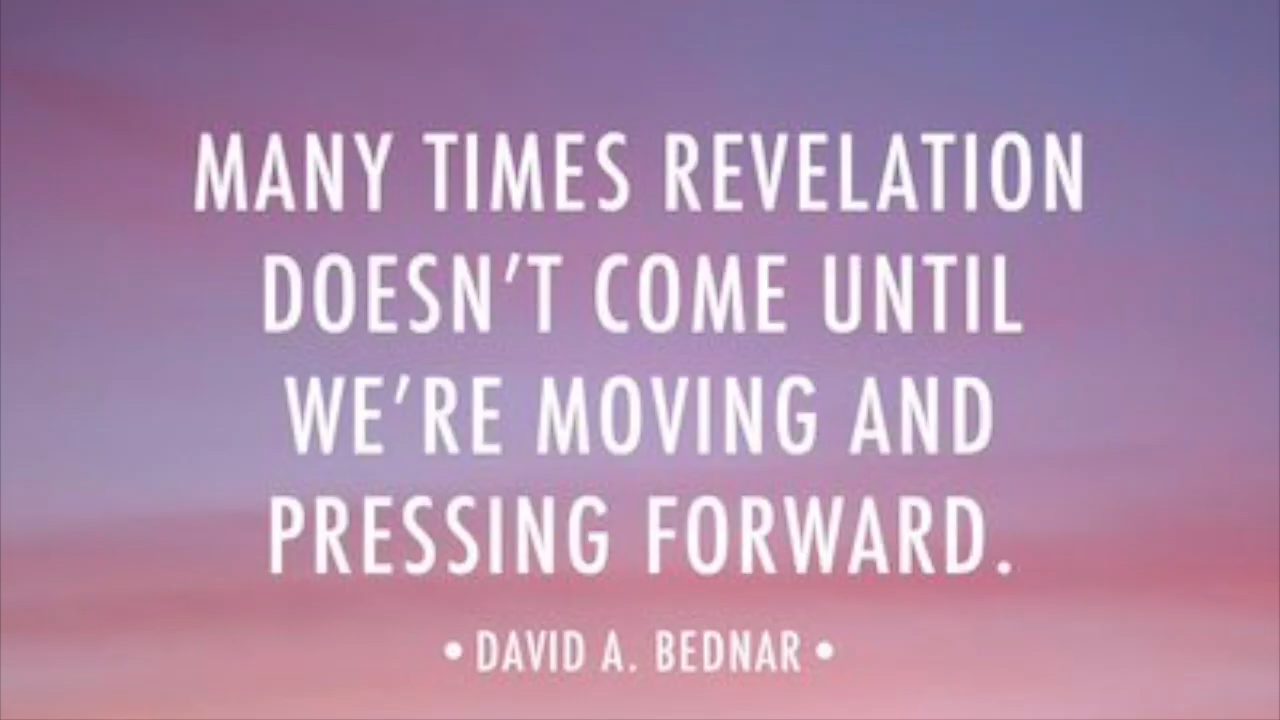 MANY TIMES REVELATION
DOESN’T COME UNTIL
WE’RE MOVING AND
PRESSING FORWARD.
• DAVID A. BEDNAR •